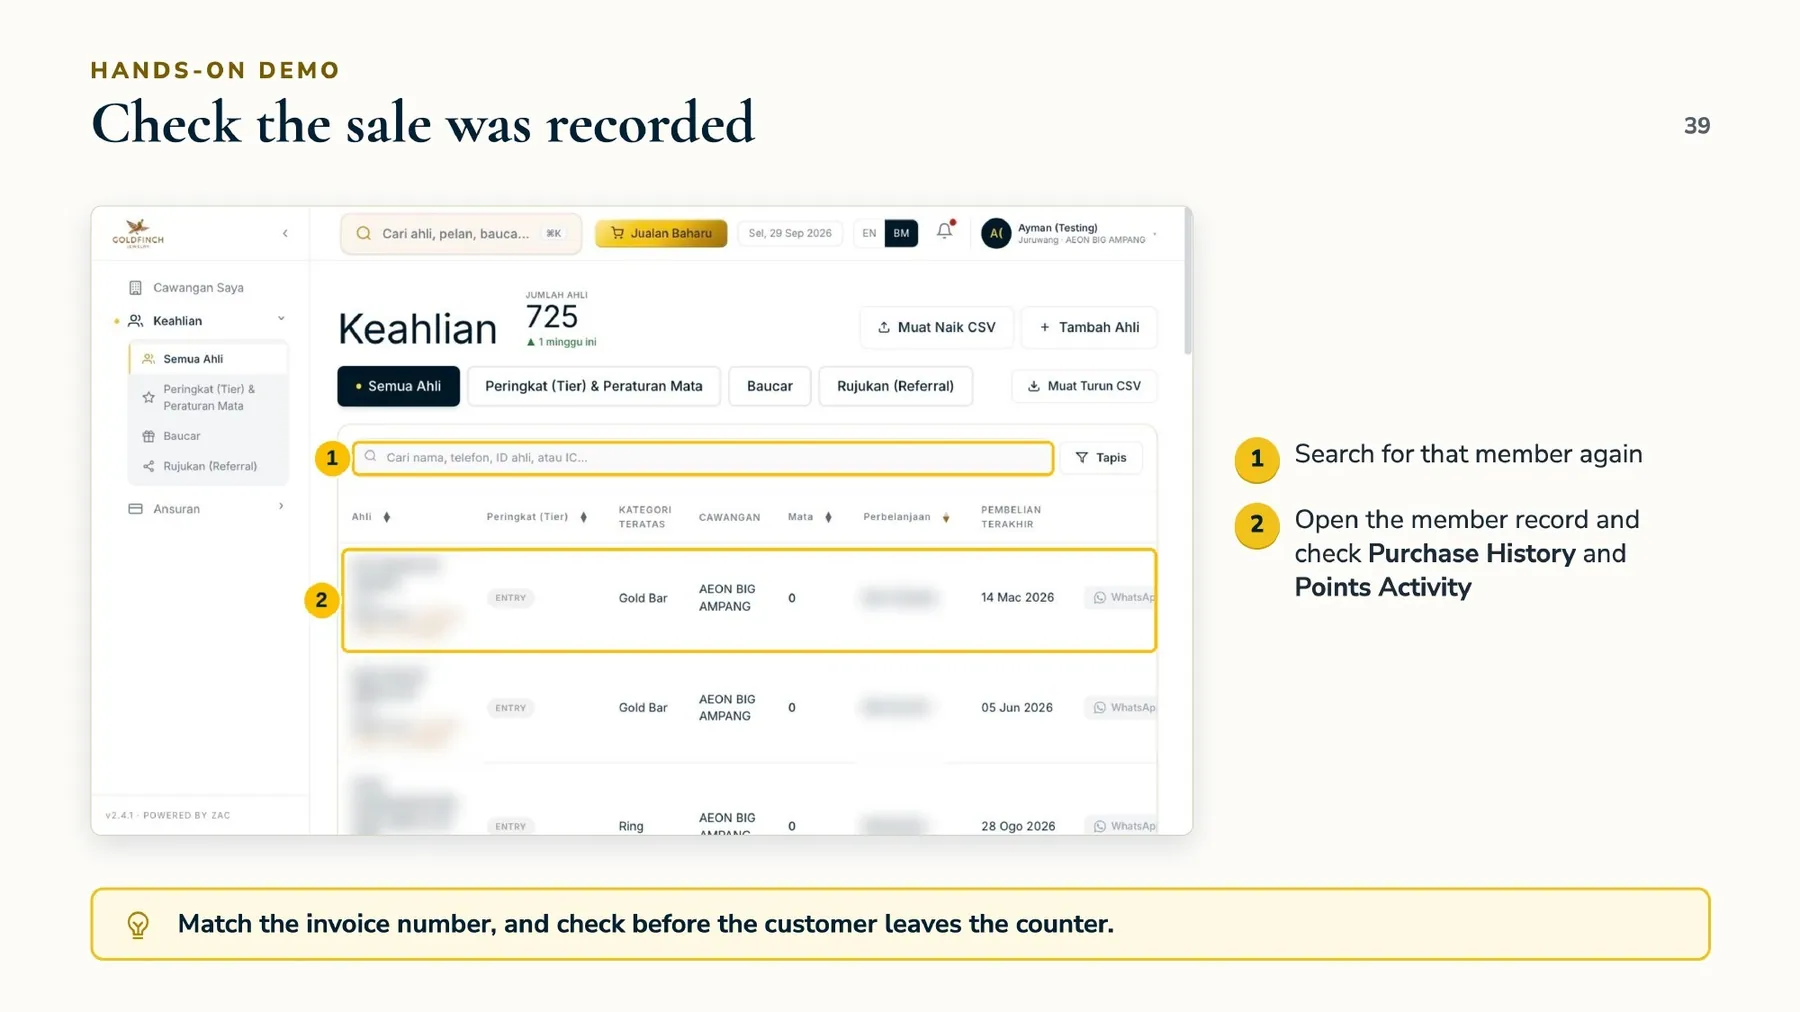 HANDS-ON DEMO
Check the sale was recorded
39
GOLDFINCH
JEWELRY
Cari ahli, pelan, bauca... ⌘K
Jualan Baharu
Sel, 29 Sep 2026
EN BM
A(
Ayman (Testing)
Juruwang · AEON BIG AMPANG
Cawangan Saya
Keahlian
Semua Ahli
Peringkat (Tier) &
Peraturan Mata
Baucar
Rujukan (Referral)
Ansuran
v2.4.1 · POWERED BY ZAC
Keahlian
JUMLAH AHLI
725
▲ 1 minggu ini
Muat Naik CSV
+ Tambah Ahli
Semua Ahli
Peringkat (Tier) & Peraturan Mata
Baucar
Rujukan (Referral)
Muat Turun CSV
1
Cari nama, telefon, ID ahli, atau IC...
Tapis
Ahli
Peringkat (Tier)
KATEGORI
TERATAS
CAWANGAN
Mata
Perbelanjaan
PEMBELIAN
TERAKHIR
2
ENTRY
Gold Bar
AEON BIG
AMPANG
0
14 Mac 2026
WhatsAp
ENTRY
Gold Bar
AEON BIG
AMPANG
0
05 Jun 2026
WhatsAp
ENTRY
Ring
AEON BIG
AMPANG
0
28 Ogo 2026
WhatsAp
1 Search for that member again
2 Open the member record and
check Purchase History and
Points Activity
Match the invoice number, and check before the customer leaves the counter.